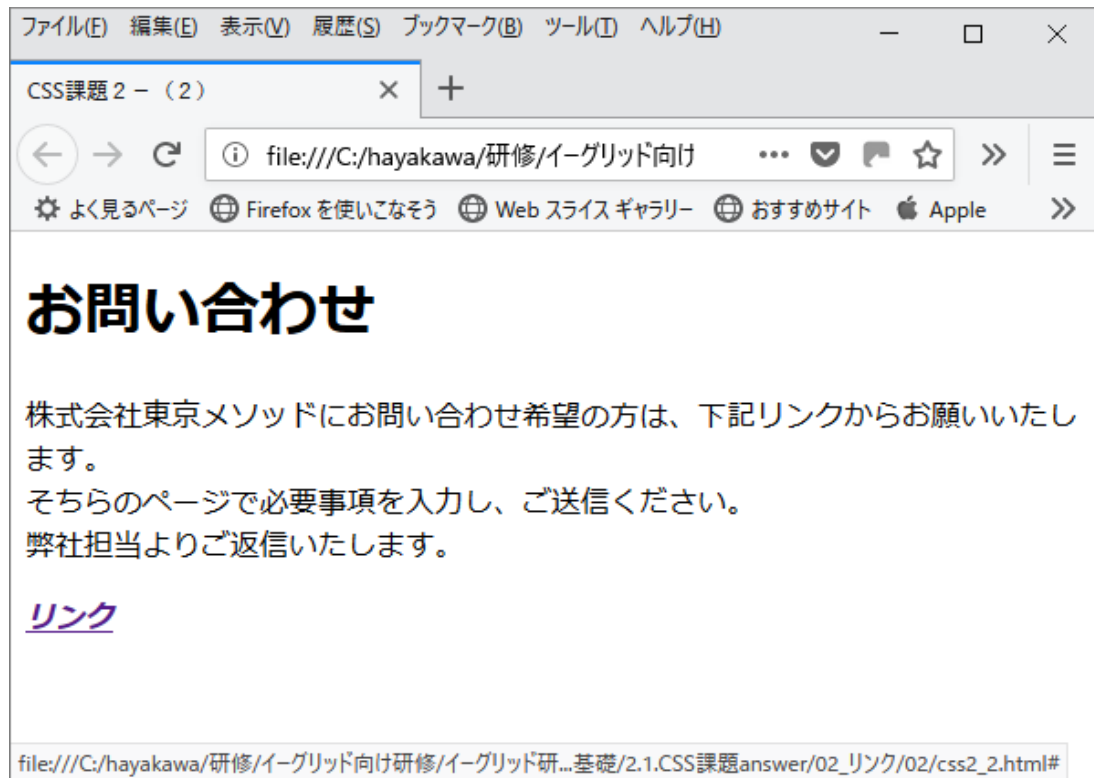 ファイル(F) 編集(E) 表示(V) 履歴(S) ブックマーク(B) ツール(T) ヘルプ(H)
CSS課題２－（２）
file:///C:/hayakawa/研修/イーグリッド向け
よく見るページ Firefox を使いこなそう Web スライス ギャラリー おすすめサイト Apple
お問い合わせ
株式会社東京メソッドにお問い合わせ希望の方は、下記リンクからお願いいたし
ます。
そちらのページで必要事項を入力し、ご送信ください。
弊社担当よりご返信いたします。
リンク
file:///C:/hayakawa/研修/イーグリッド向け研修/イーグリッド研...基礎/2.1.CSS課題answer/02_リンク/02/css2_2.html#